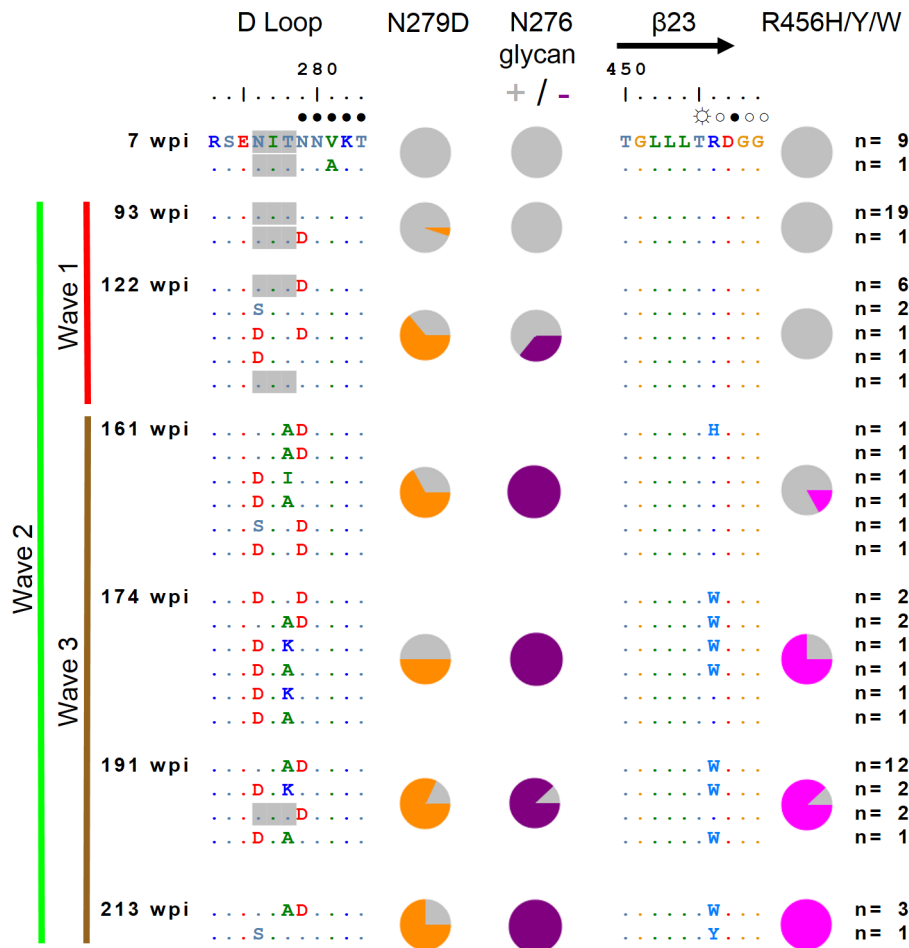 D Loop N279D N276 glycan + / - β23 R456H/Y/W
280 450
..|....|... |....|....
●●●●● ☼○●○○
7 wpi RSENITNNVKT TGLLLTRDGG n= 9
........A.. .......... n= 1
93 wpi ........... .......... n=19
......D.... .......... n= 1
122 wpi ......D.... .......... n= 6
...S....... .......... n= 2
...D..D.... .......... n= 1
...D....... .......... n= 1
........... .......... n= 1
161 wpi .....AD.... ......H... n= 1
.....AD.... .......... n= 1
...D.I..... .......... n= 1
...D.A..... .......... n= 1
...S..D.... .......... n= 1
...D..D.... .......... n= 1
174 wpi ...D..D.... ......W... n= 2
.....AD.... ......W... n= 2
...D.K..... ......W... n= 1
...D.A..... ......W... n= 1
...D.K..... .......... n= 1
...D.A..... .......... n= 1
191 wpi .....AD.... ......W... n=12
...D.K..... ......W... n= 2
......D.... .......... n= 2
...D.A..... ......W... n= 1
213 wpi .....AD.... ......W... n= 3
...S....... ......Y... n= 1
Wave 1
Wave 2
Wave 3